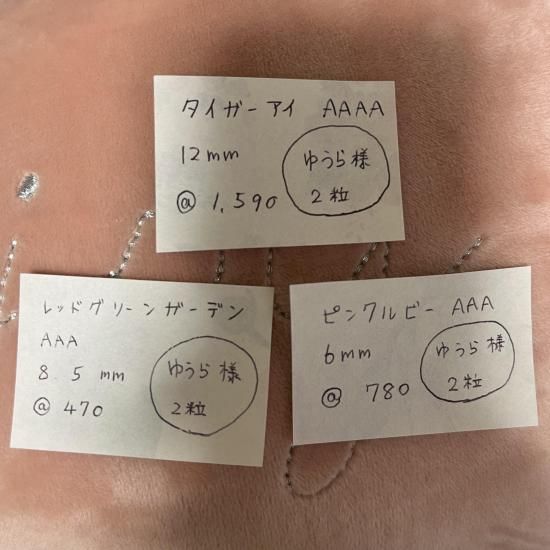 タイガーアイ AAAA
12mm
@ 1,590
ゆうら様
2粒
レッドグリーンガーデン
AAA
8.5mm
@ 470
ゆうら様
2粒
ピンクルビー AAA
6mm
@ 780
ゆうら様
2粒